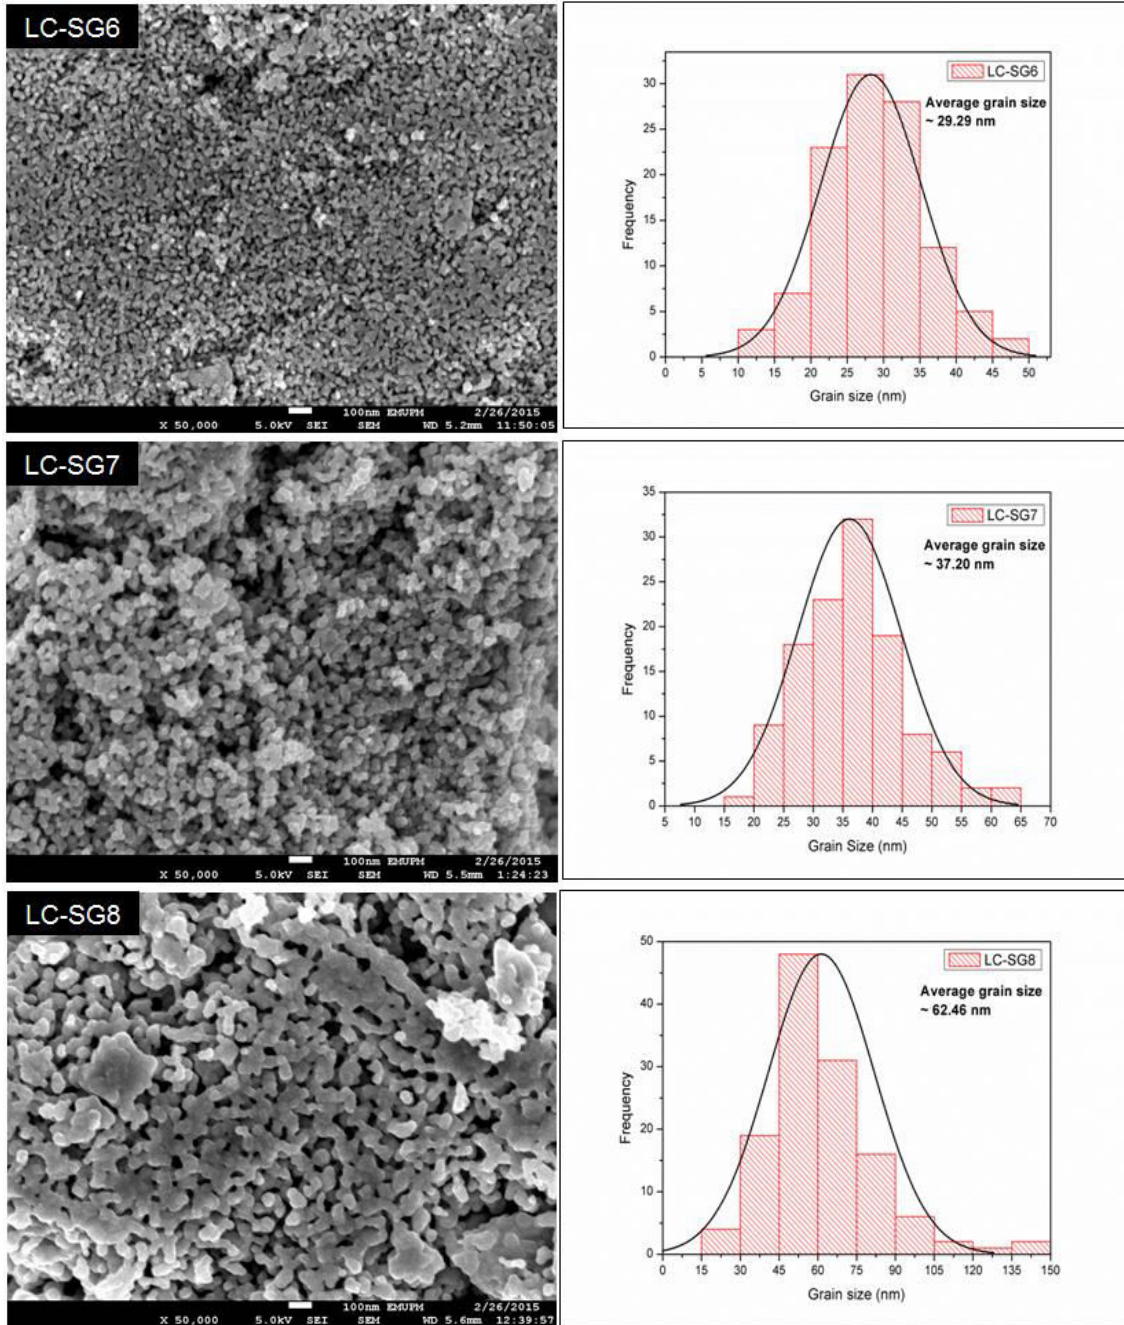 LC-SG6
100nm EMUPM 2/26/2015
X 50,000 5.0kV SEI SEM WD 5.2mm 11:50:05
LC-SG6
Average grain size
~ 29.29 nm
30
25
20
15
10
5
0
Frequency
0 5 10 15 20 25 30 35 40 45 50
Grain size (nm)
LC-SG7
100nm EMUPM 2/26/2015
X 50,000 5.0kV SEI SEM WD 5.5mm 1:24:23
LC-SG7
Average grain size
~ 37.20 nm
35
30
25
20
15
10
5
0
Frequency
5 10 15 20 25 30 35 40 45 50 55 60 65 70
Grain Size (nm)
LC-SG8
100nm EMUPM 2/26/2015
X 50,000 5.0kV SEI SEM WD 5.6mm 12:39:57
LC-SG8
Average grain size
~ 62.46 nm
50
40
30
20
10
0
Frequency
0 15 30 45 60 75 90 105 120 135 150
Grain size (nm)